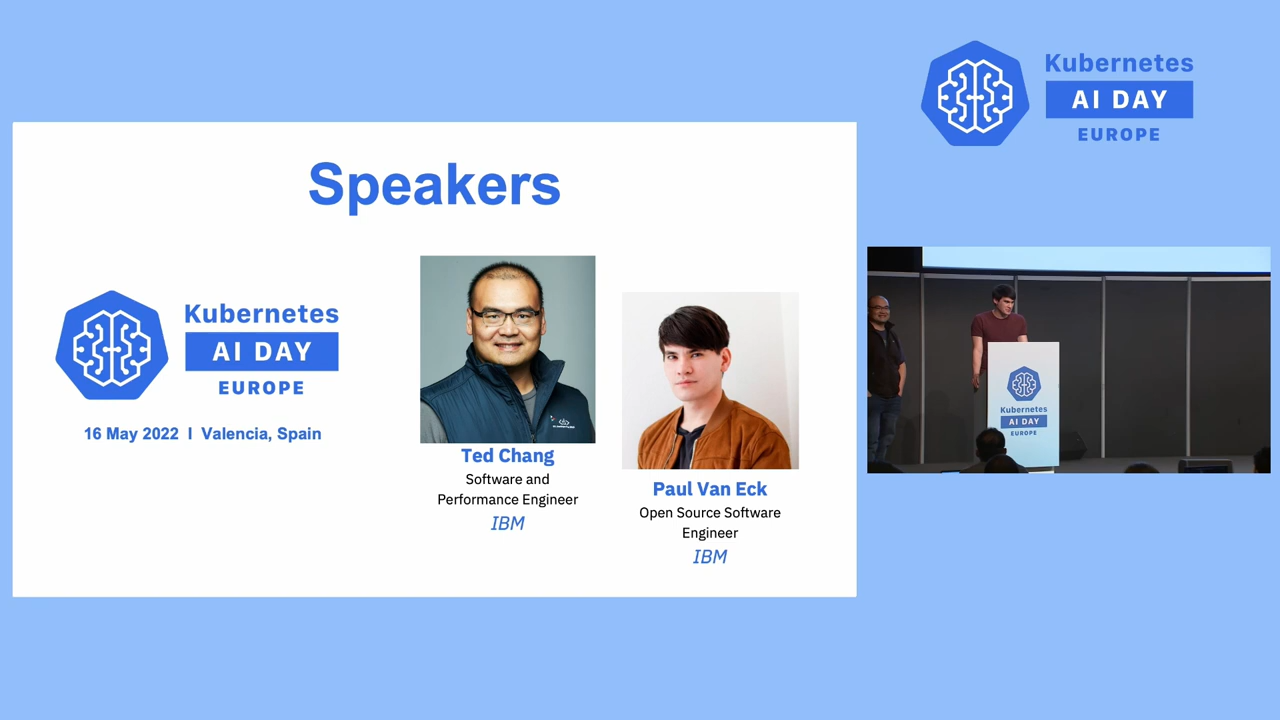 Speakers
Kubernetes
AI DAY
EUROPE
16 May 2022 I Valencia, Spain
Ted Chang
Software and
Performance Engineer
IBM
Paul Van Eck
Open Source Software
Engineer
IBM
Kubernetes
AI DAY
EUROPE
Kubernetes
AI DAY
EUROPE